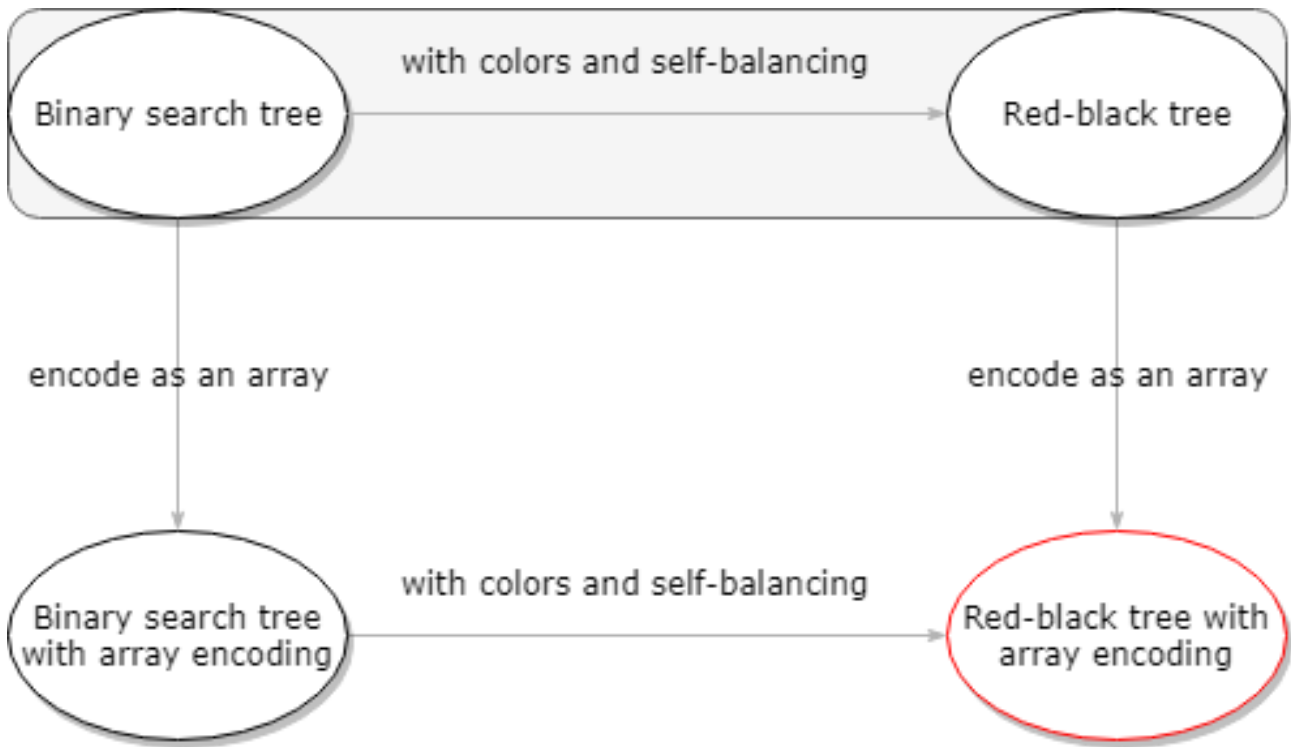 with colors and self-balancing
Binary search tree
Red-black tree
encode as an array
encode as an array
with colors and self-balancing
Binary search tree
with array encoding
Red-black tree with
array encoding